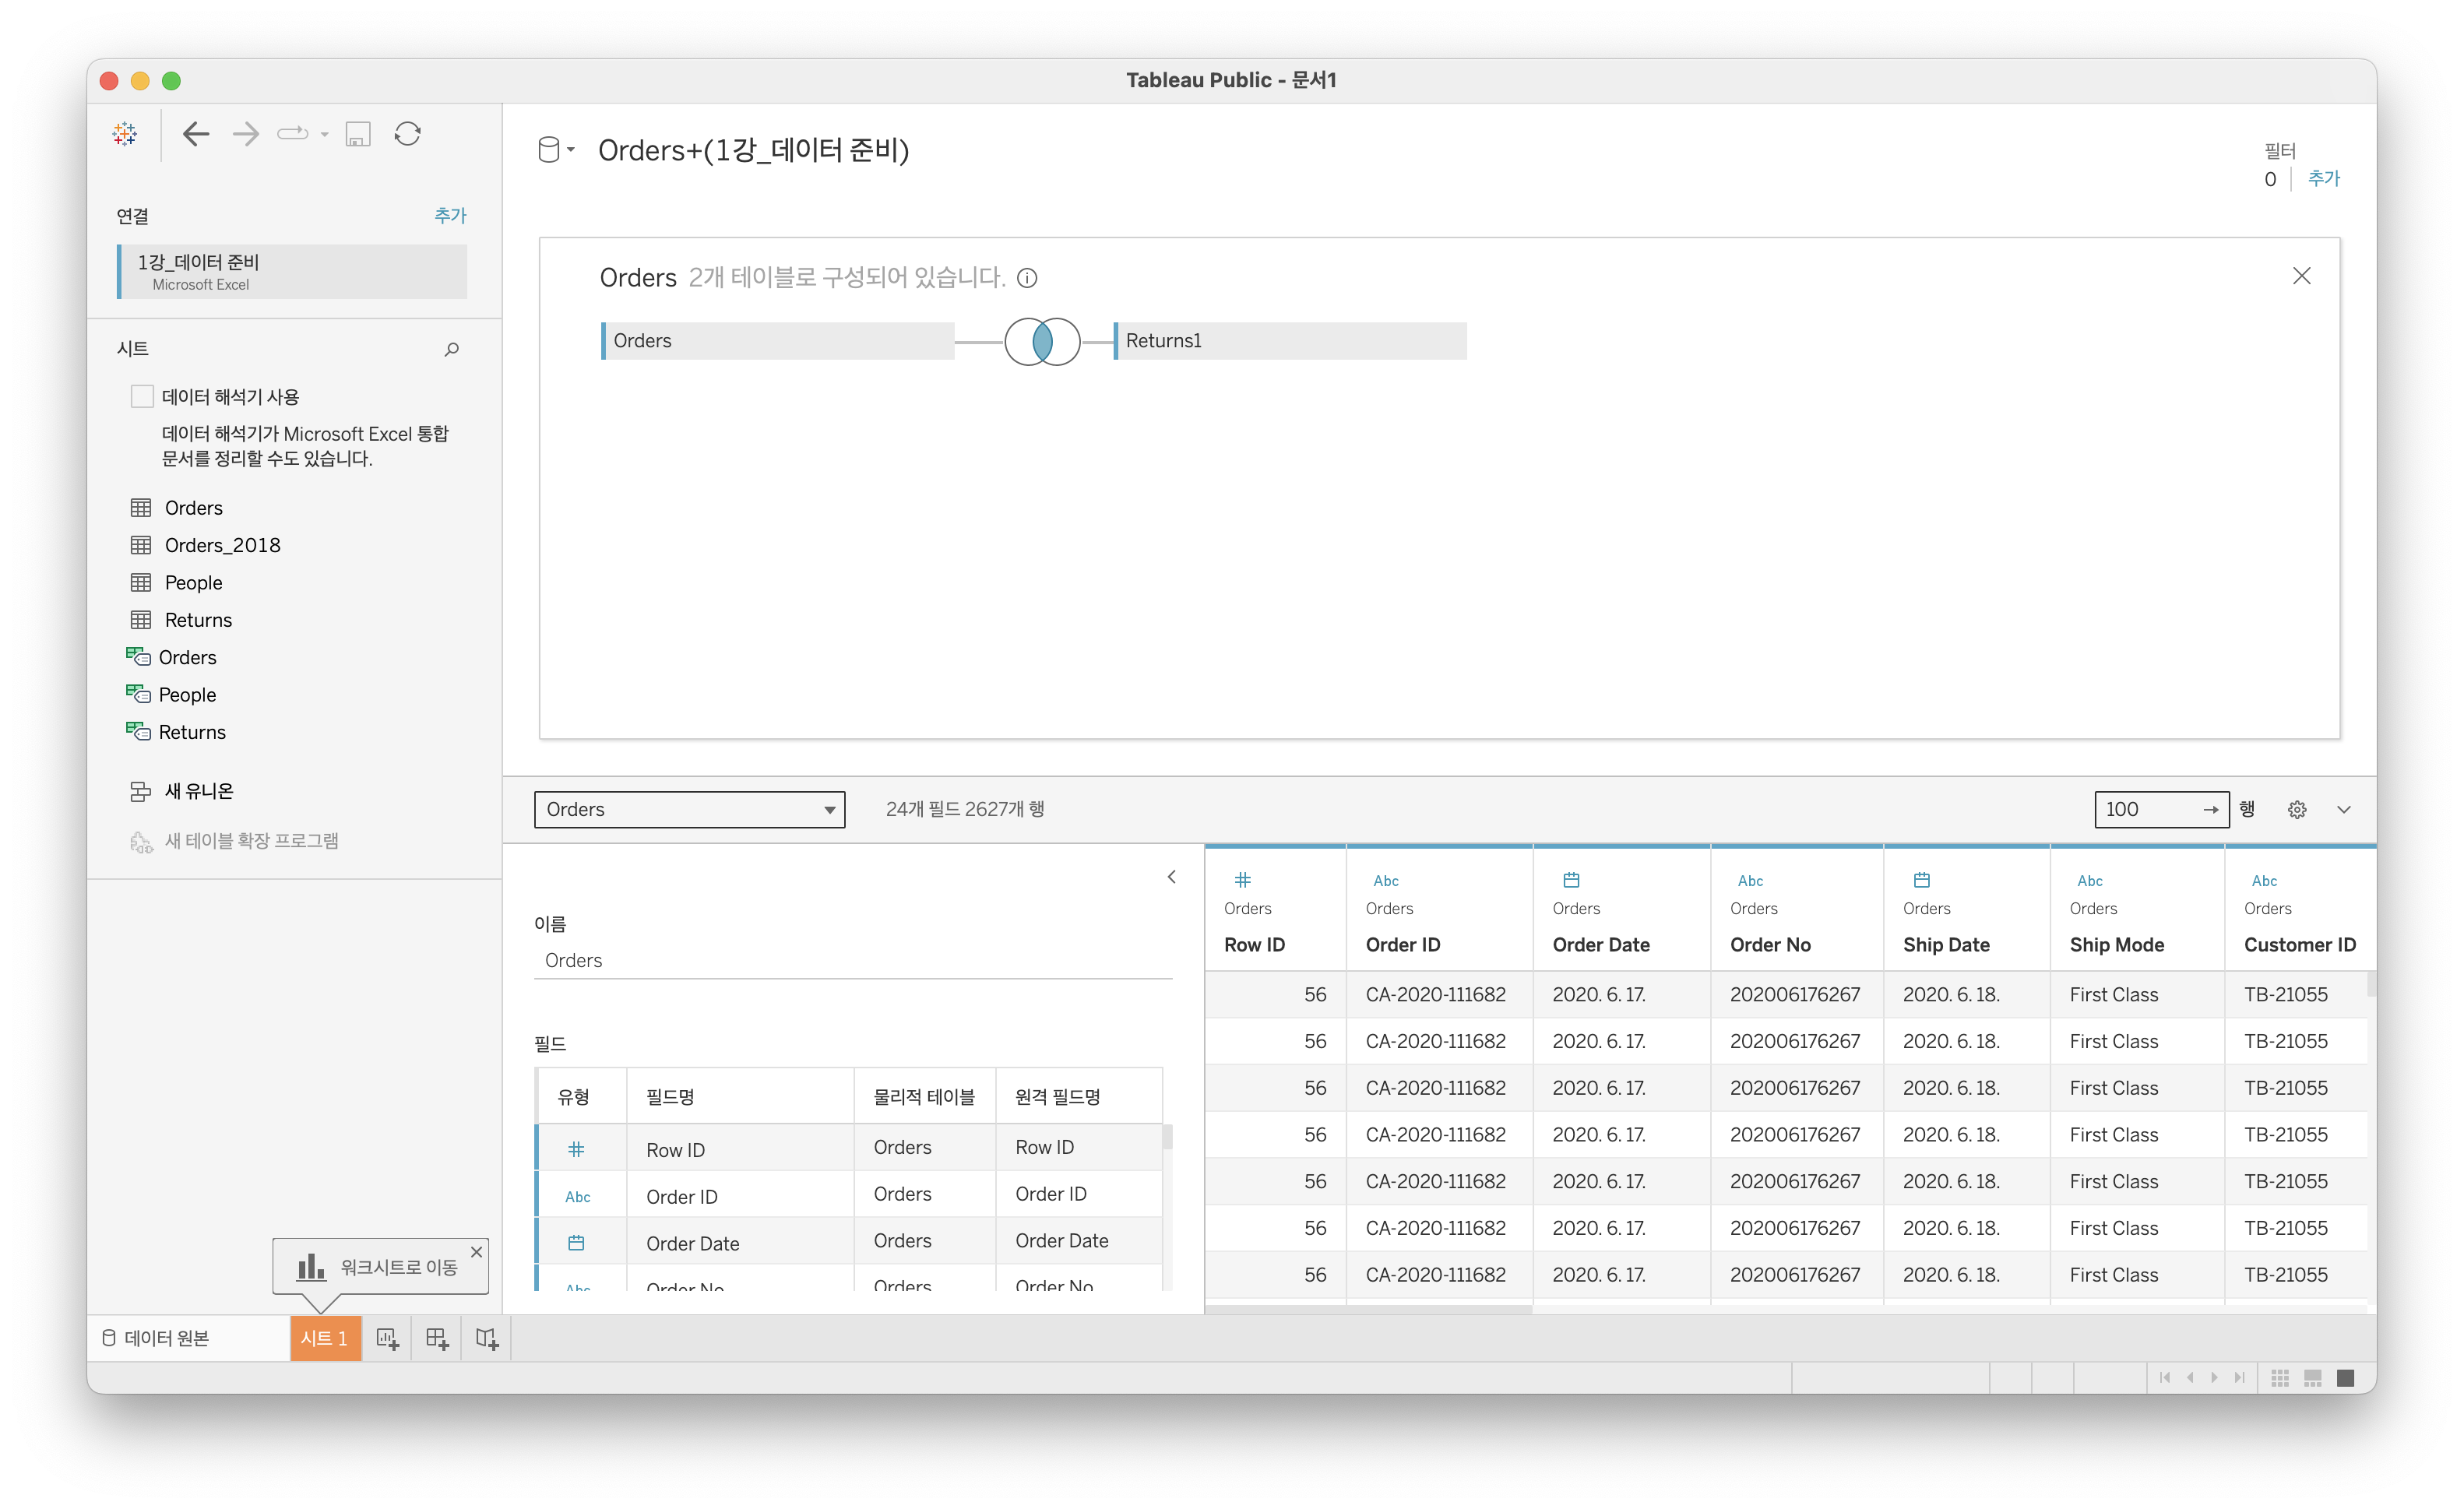 Tableau Public - 문서1
연결
추가
1강_데이터 준비
Microsoft Excel
시트
데이터 해석기 사용
데이터 해석기가 Microsoft Excel 통합
문서를 정리할 수도 있습니다.
Orders
Orders_2018
People
Returns
Orders
People
Returns
새 유니온
새 테이블 확장 프로그램
Orders+(1강_데이터 준비)
필터
0 추가
Orders 2개 테이블로 구성되어 있습니다.
Orders
Returns1
Orders
24개 필드 2627개 행
100 → 행
이름
Orders
필드
유형 필드명 물리적 테이블 원격 필드명
# Row ID Orders Row ID
Abc Order ID Orders Order ID
Order Date Orders Order Date
Abc Order No Orders Order No
# Abc Abc Abc Abc
Orders Orders Orders Orders Orders Orders Orders
Row ID Order ID Order Date Order No Ship Date Ship Mode Customer ID
56 CA-2020-111682 2020. 6. 17. 202006176267 2020. 6. 18. First Class TB-21055
56 CA-2020-111682 2020. 6. 17. 202006176267 2020. 6. 18. First Class TB-21055
56 CA-2020-111682 2020. 6. 17. 202006176267 2020. 6. 18. First Class TB-21055
56 CA-2020-111682 2020. 6. 17. 202006176267 2020. 6. 18. First Class TB-21055
56 CA-2020-111682 2020. 6. 17. 202006176267 2020. 6. 18. First Class TB-21055
56 CA-2020-111682 2020. 6. 17. 202006176267 2020. 6. 18. First Class TB-21055
56 CA-2020-111682 2020. 6. 17. 202006176267 2020. 6. 18. First Class TB-21055
워크시트로 이동
데이터 원본
시트 1